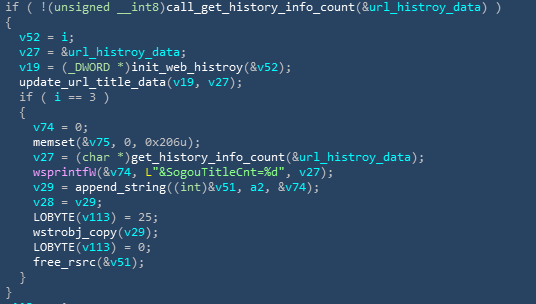 if ( !(unsigned __int8)call_get_history_info_count(&url_histroy_data) )
{
v52 = i;
v27 = &url_histroy_data;
v19 = (_DWORD *)init_web_histroy(&v52);
update_url_title_data(v19, v27);
if ( i == 3 )
{
v74 = 0;
memset(&v75, 0, 0x206u);
v27 = (char *)get_history_info_count(&url_histroy_data);
wsprintfW(&v74, L"&SogouTitleCnt=%d", v27);
v29 = append_string((int)&v51, a2, &v74);
v28 = v29;
LOBYTE(v113) = 25;
wstrobj_copy(v29);
LOBYTE(v113) = 0;
free_rsrc(&v51);
}
}